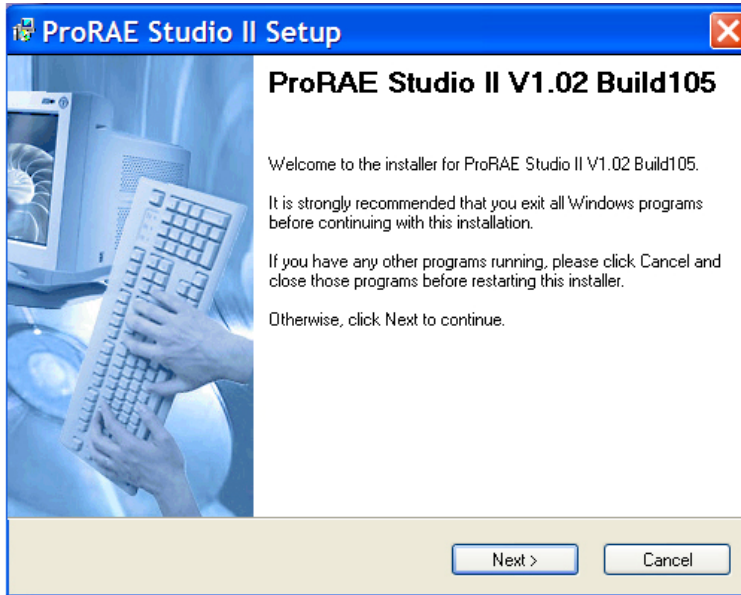 ProRAE Studio II Setup
ProRAE Studio II V1.02 Build105
Welcome to the installer for ProRAE Studio II V1.02 Build105.
It is strongly recommended that you exit all Windows programs
before continuing with this installation.
If you have any other programs running, please click Cancel and
close those programs before restarting this installer.
Otherwise, click Next to continue.
Next >
Cancel